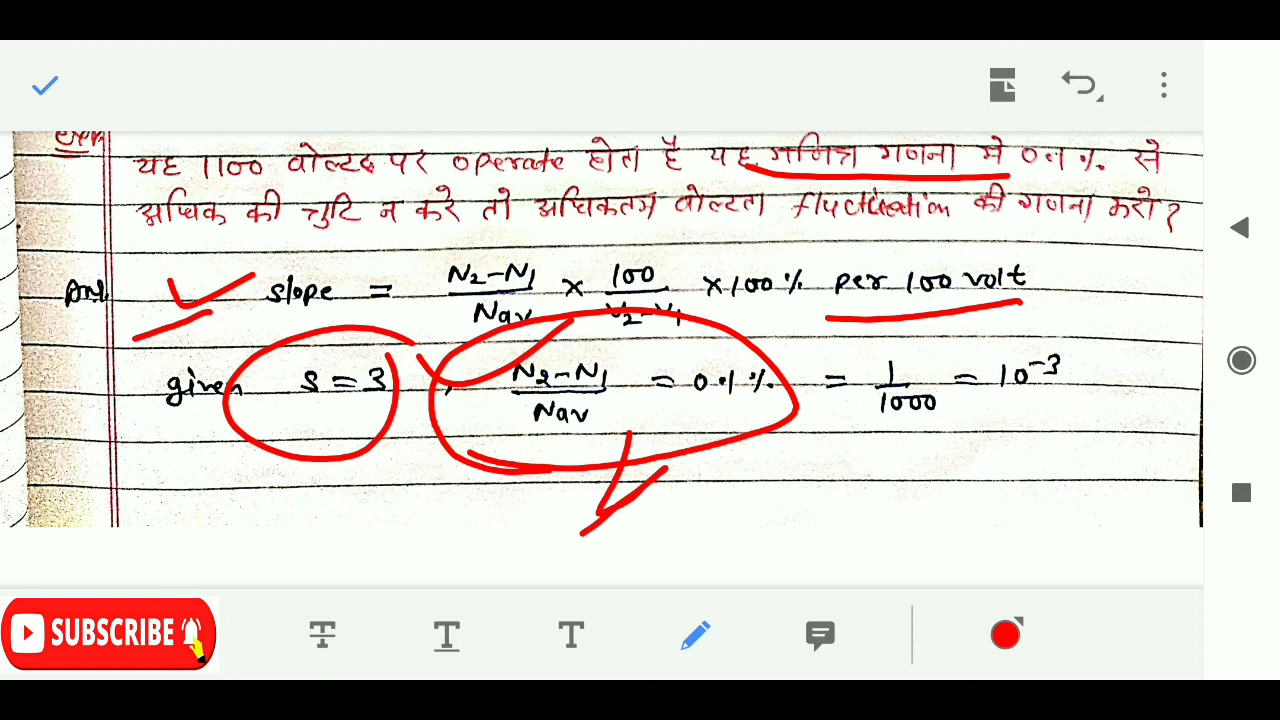 यह 1100 वोल्टेज पर operate होता है यह गणित्र गणना में 0.1 % से
अधिक की त्रुटि न करे तो अधिकतम वोल्टता fluctuation की गणना करो ?
Ans. slope = N₂-N₁/Nav × 100/V₂-V₁ ×100 % per 100 volt
given S = 3 , N₂-N₁/Nav = 0.1 % = 1/1000 = 10⁻³
SUBSCRIBE
T T T